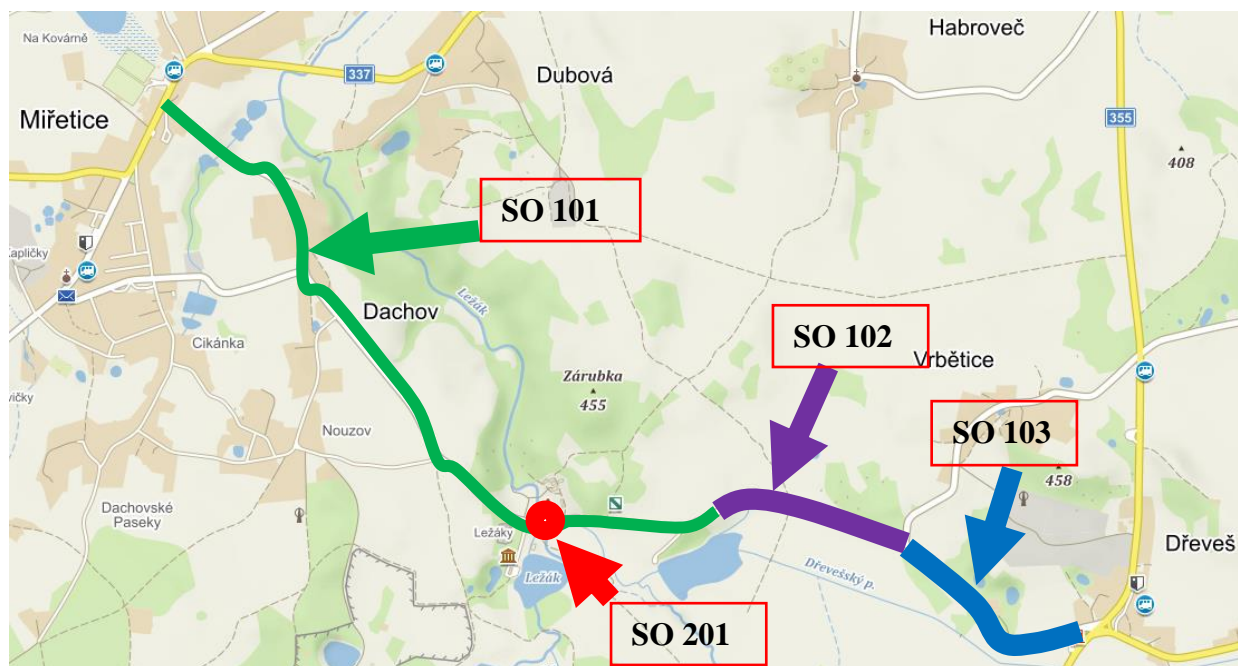 Na Kovárně
337
Dubová
Habroveč
355
Miřetice
408
SO 101
Kapličky
Ležák
Dachov
Cikánka
SO 102
Vrbětice
Zárubka
455
SO 103
Nouzov
458
Dachovské
Paseky
Ležáky
Dřeveš
Dřevešský p.
Ležák
SO 201